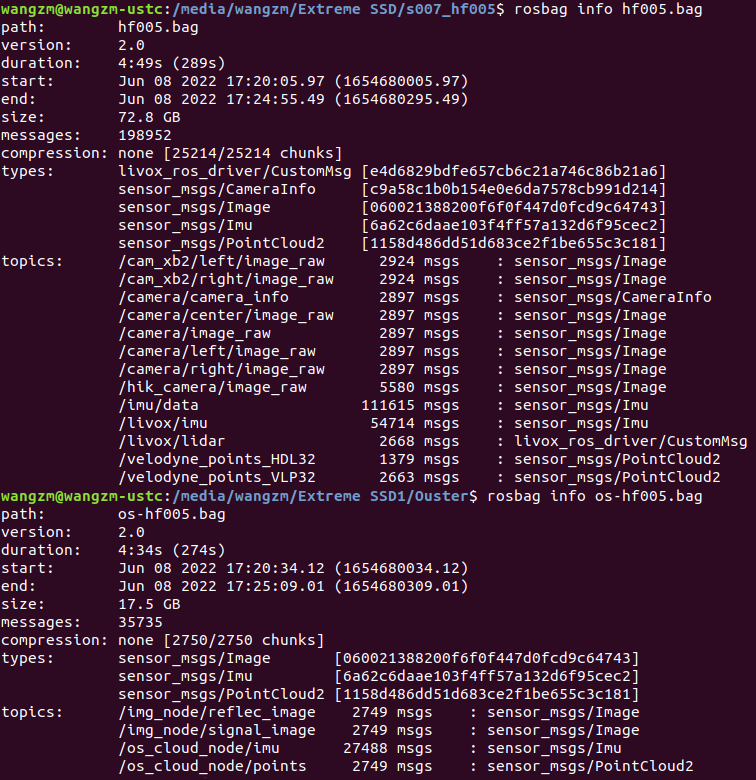 wangzm@wangzm-ustc:/media/wangzm/Extreme SSD/s007_hf005$ rosbag info hf005.bag
path:        hf005.bag
version:     2.0
duration:    4:49s (289s)
start:       Jun 08 2022 17:20:05.97 (1654680005.97)
end:         Jun 08 2022 17:24:55.49 (1654680295.49)
size:        72.8 GB
messages:    198952
compression: none [25214/25214 chunks]
types:       livox_ros_driver/CustomMsg [e4d6829bdfe657cb6c21a746c86b21a6]
             sensor_msgs/CameraInfo     [c9a58c1b0b154e0e6da7578cb991d214]
             sensor_msgs/Image          [060021388200f6f0f447d0fcd9c64743]
             sensor_msgs/Imu            [6a62c6daae103f4ff57a132d6f95cec2]
             sensor_msgs/PointCloud2    [1158d486dd51d683ce2f1be655c3c181]
topics:      /cam_xb2/left/image_raw      2924 msgs    : sensor_msgs/Image
             /cam_xb2/right/image_raw     2924 msgs    : sensor_msgs/Image
             /camera/camera_info          2897 msgs    : sensor_msgs/CameraInfo
             /camera/center/image_raw     2897 msgs    : sensor_msgs/Image
             /camera/image_raw            2897 msgs    : sensor_msgs/Image
             /camera/left/image_raw       2897 msgs    : sensor_msgs/Image
             /camera/right/image_raw      2897 msgs    : sensor_msgs/Image
             /hik_camera/image_raw        5580 msgs    : sensor_msgs/Image
             /imu/data                  111615 msgs    : sensor_msgs/Imu
             /livox/imu                  54714 msgs    : sensor_msgs/Imu
             /livox/lidar                 2668 msgs    : livox_ros_driver/CustomMsg
             /velodyne_points_HDL32       1379 msgs    : sensor_msgs/PointCloud2
             /velodyne_points_VLP32       2663 msgs    : sensor_msgs/PointCloud2
wangzm@wangzm-ustc:/media/wangzm/Extreme SSD1/Ouster$ rosbag info os-hf005.bag
path:        os-hf005.bag
version:     2.0
duration:    4:34s (274s)
start:       Jun 08 2022 17:20:34.12 (1654680034.12)
end:         Jun 08 2022 17:25:09.01 (1654680309.01)
size:        17.5 GB
messages:    35735
compression: none [2750/2750 chunks]
types:       sensor_msgs/Image       [060021388200f6f0f447d0fcd9c64743]
             sensor_msgs/Imu         [6a62c6daae103f4ff57a132d6f95cec2]
             sensor_msgs/PointCloud2 [1158d486dd51d683ce2f1be655c3c181]
topics:      /img_node/reflec_image    2749 msgs    : sensor_msgs/Image
             /img_node/signal_image    2749 msgs    : sensor_msgs/Image
             /os_cloud_node/imu       27488 msgs    : sensor_msgs/Imu
             /os_cloud_node/points     2749 msgs    : sensor_msgs/PointCloud2